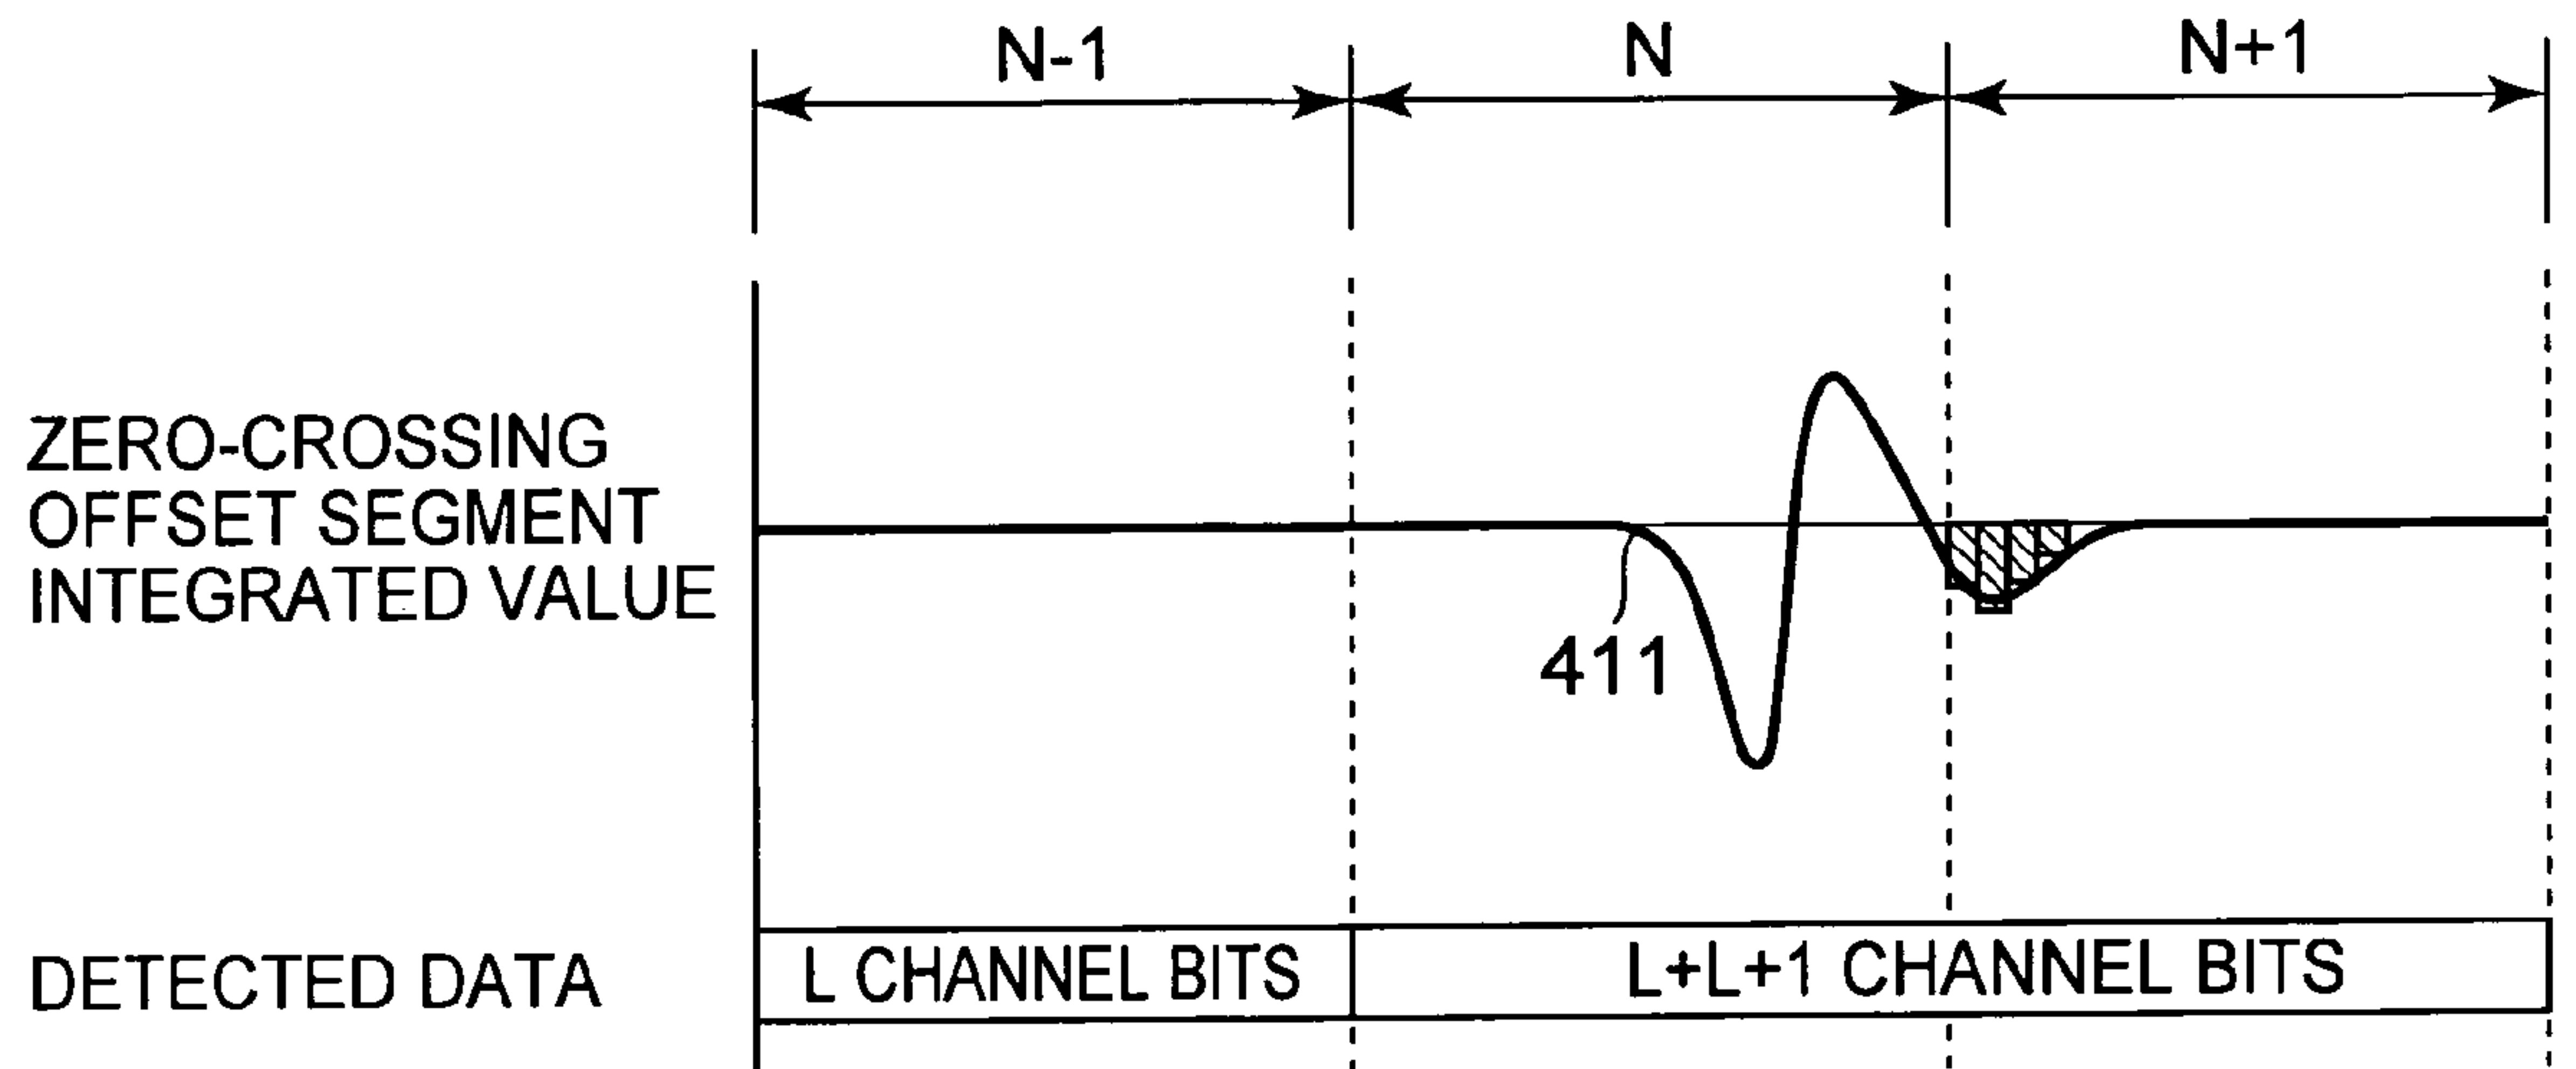 N-1
N
N+1
ZERO-CROSSING
OFFSET SEGMENT
INTEGRATED VALUE
411
DETECTED DATA
L CHANNEL BITS
L+L+1 CHANNEL BITS